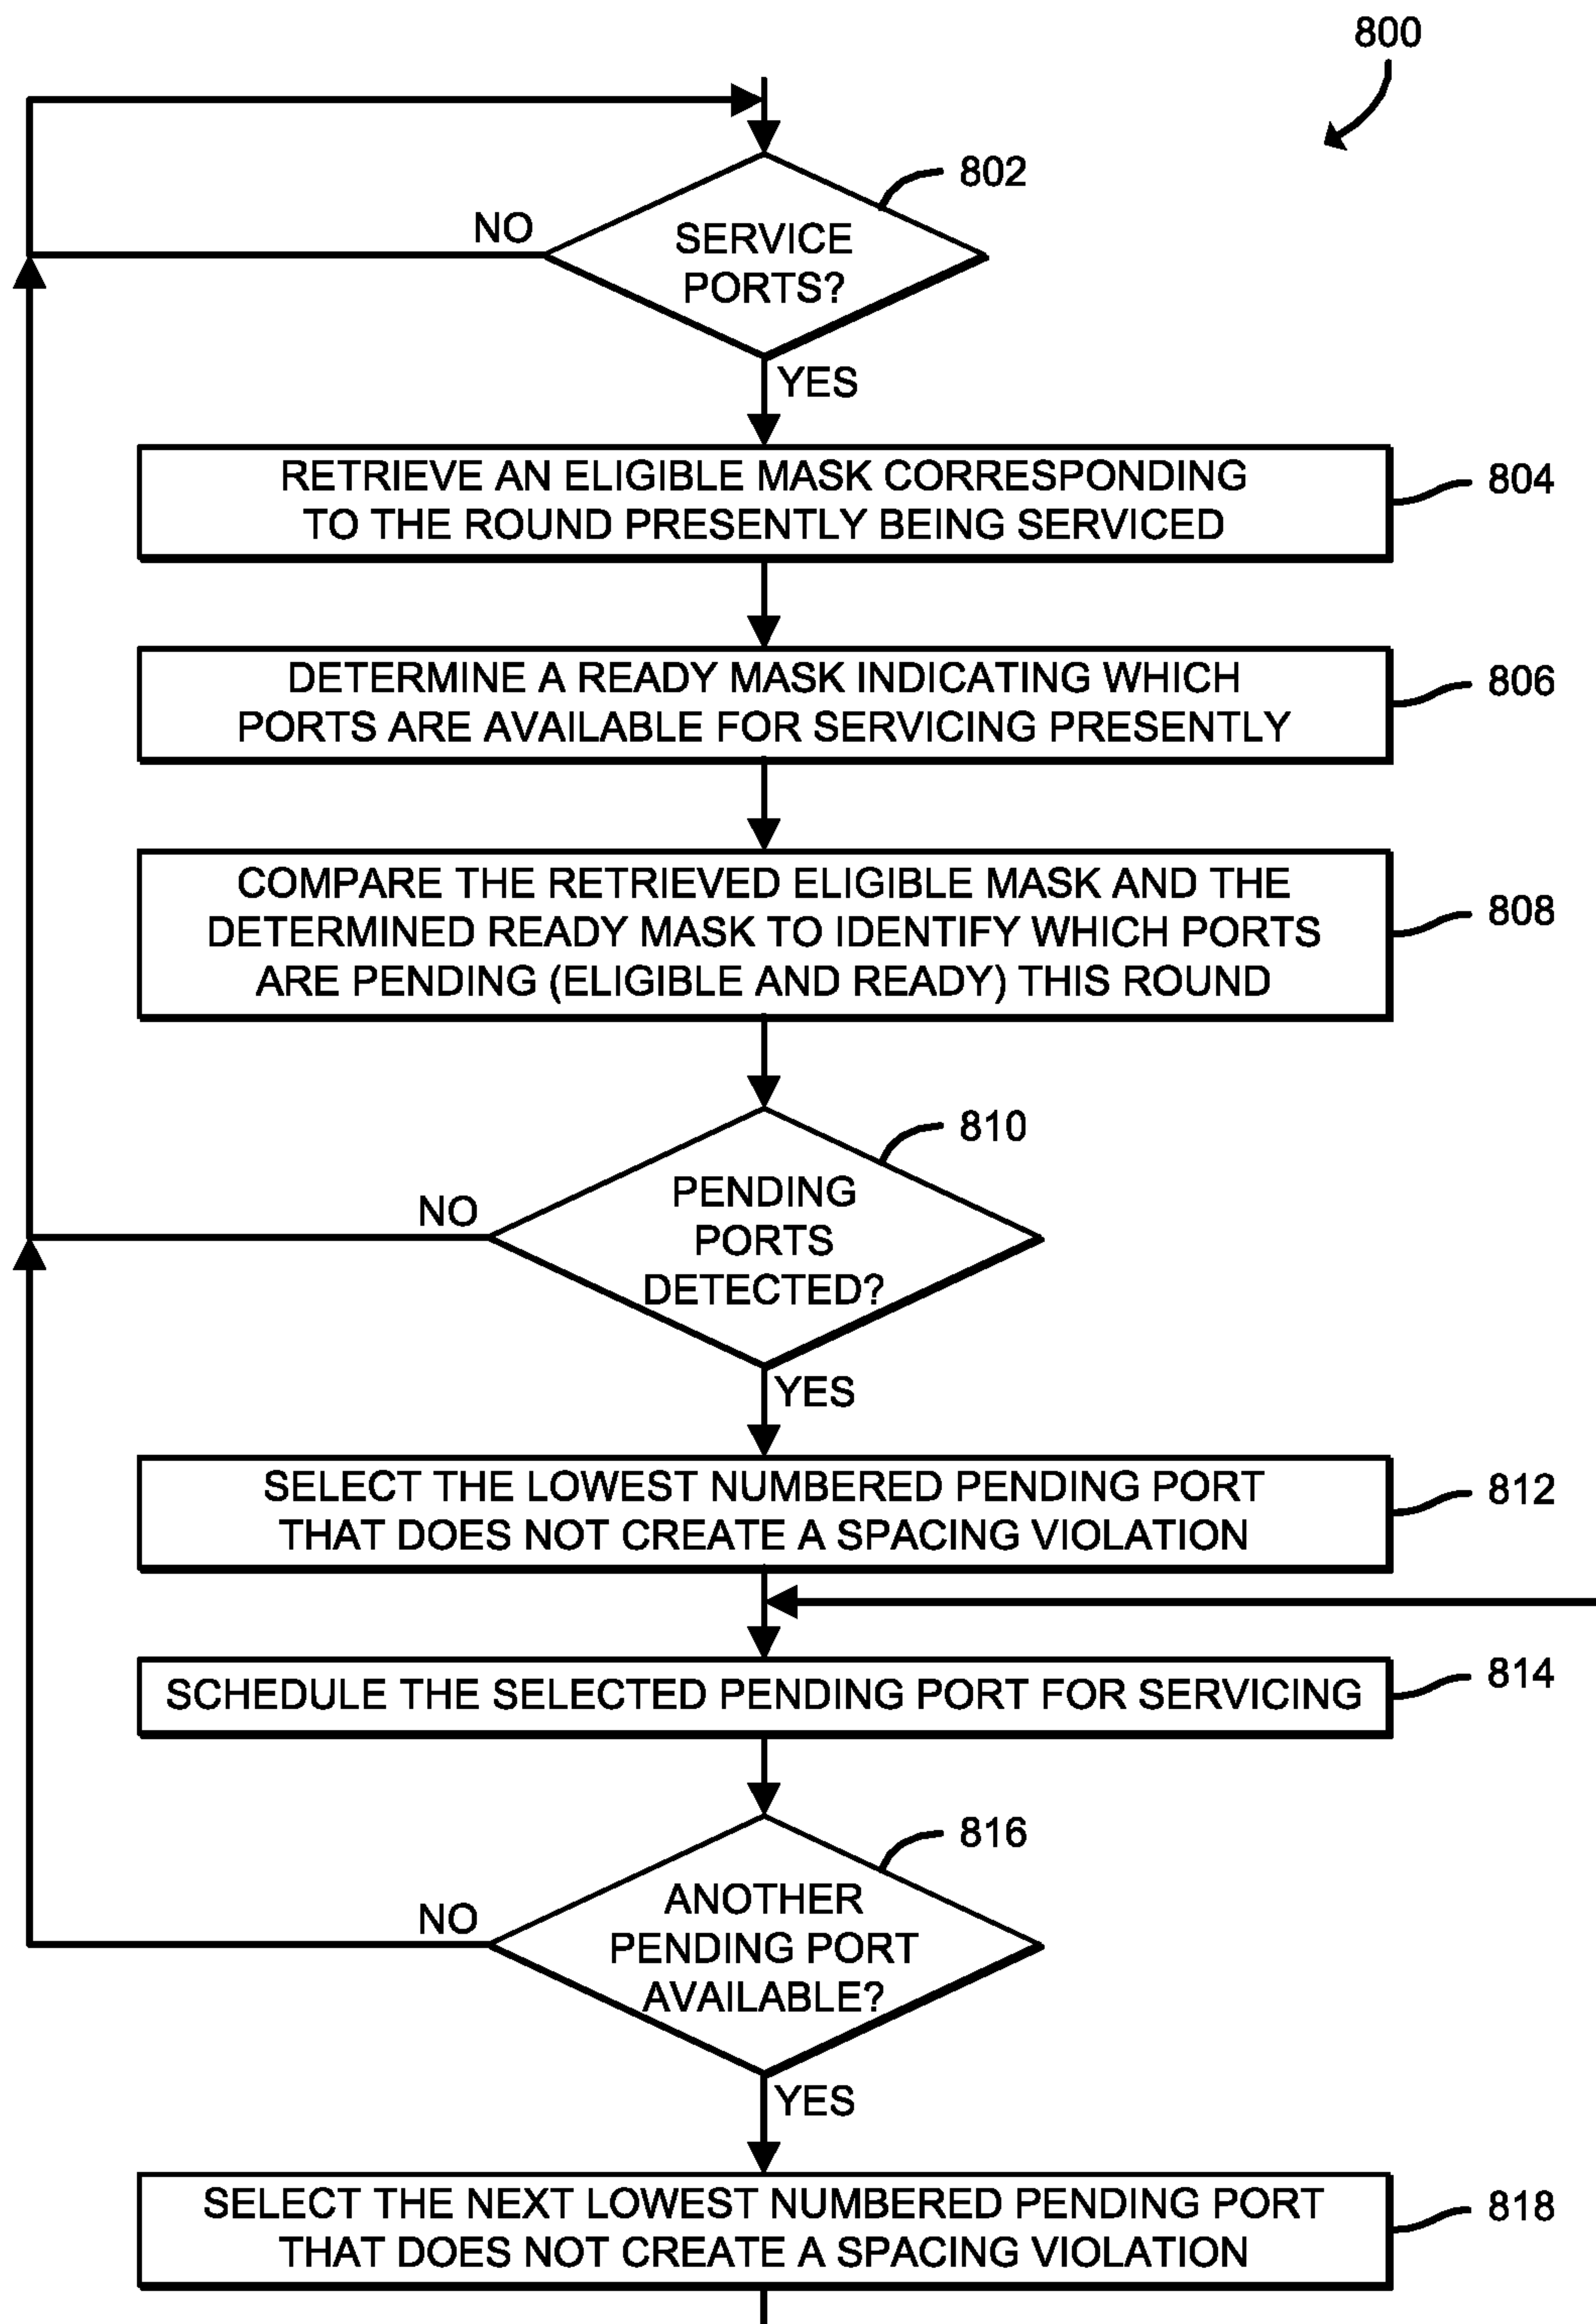 800
802
NO
SERVICE
PORTS?
YES
RETRIEVE AN ELIGIBLE MASK CORRESPONDING
TO THE ROUND PRESENTLY BEING SERVICED
804
DETERMINE A READY MASK INDICATING WHICH
PORTS ARE AVAILABLE FOR SERVICING PRESENTLY
806
COMPARE THE RETRIEVED ELIGIBLE MASK AND THE
DETERMINED READY MASK TO IDENTIFY WHICH PORTS
ARE PENDING (ELIGIBLE AND READY) THIS ROUND
808
810
NO
PENDING
PORTS
DETECTED?
YES
SELECT THE LOWEST NUMBERED PENDING PORT
THAT DOES NOT CREATE A SPACING VIOLATION
812
SCHEDULE THE SELECTED PENDING PORT FOR SERVICING
814
816
NO
ANOTHER
PENDING PORT
AVAILABLE?
YES
SELECT THE NEXT LOWEST NUMBERED PENDING PORT
THAT DOES NOT CREATE A SPACING VIOLATION
818